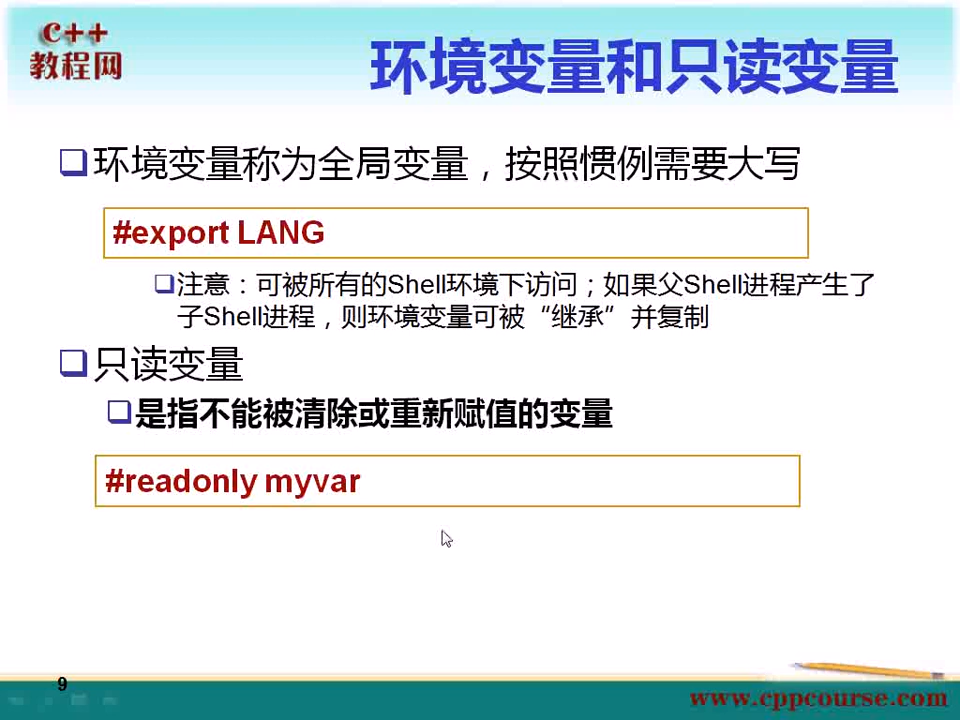 C++
教程网
环境变量和只读变量
❑环境变量称为全局变量，按照惯例需要大写
#export LANG
❑注意：可被所有的Shell环境下访问；如果父Shell进程产生了
子Shell进程，则环境变量可被“继承”并复制
❑只读变量
❑是指不能被清除或重新赋值的变量
#readonly myvar
9
www.cppcourse.com